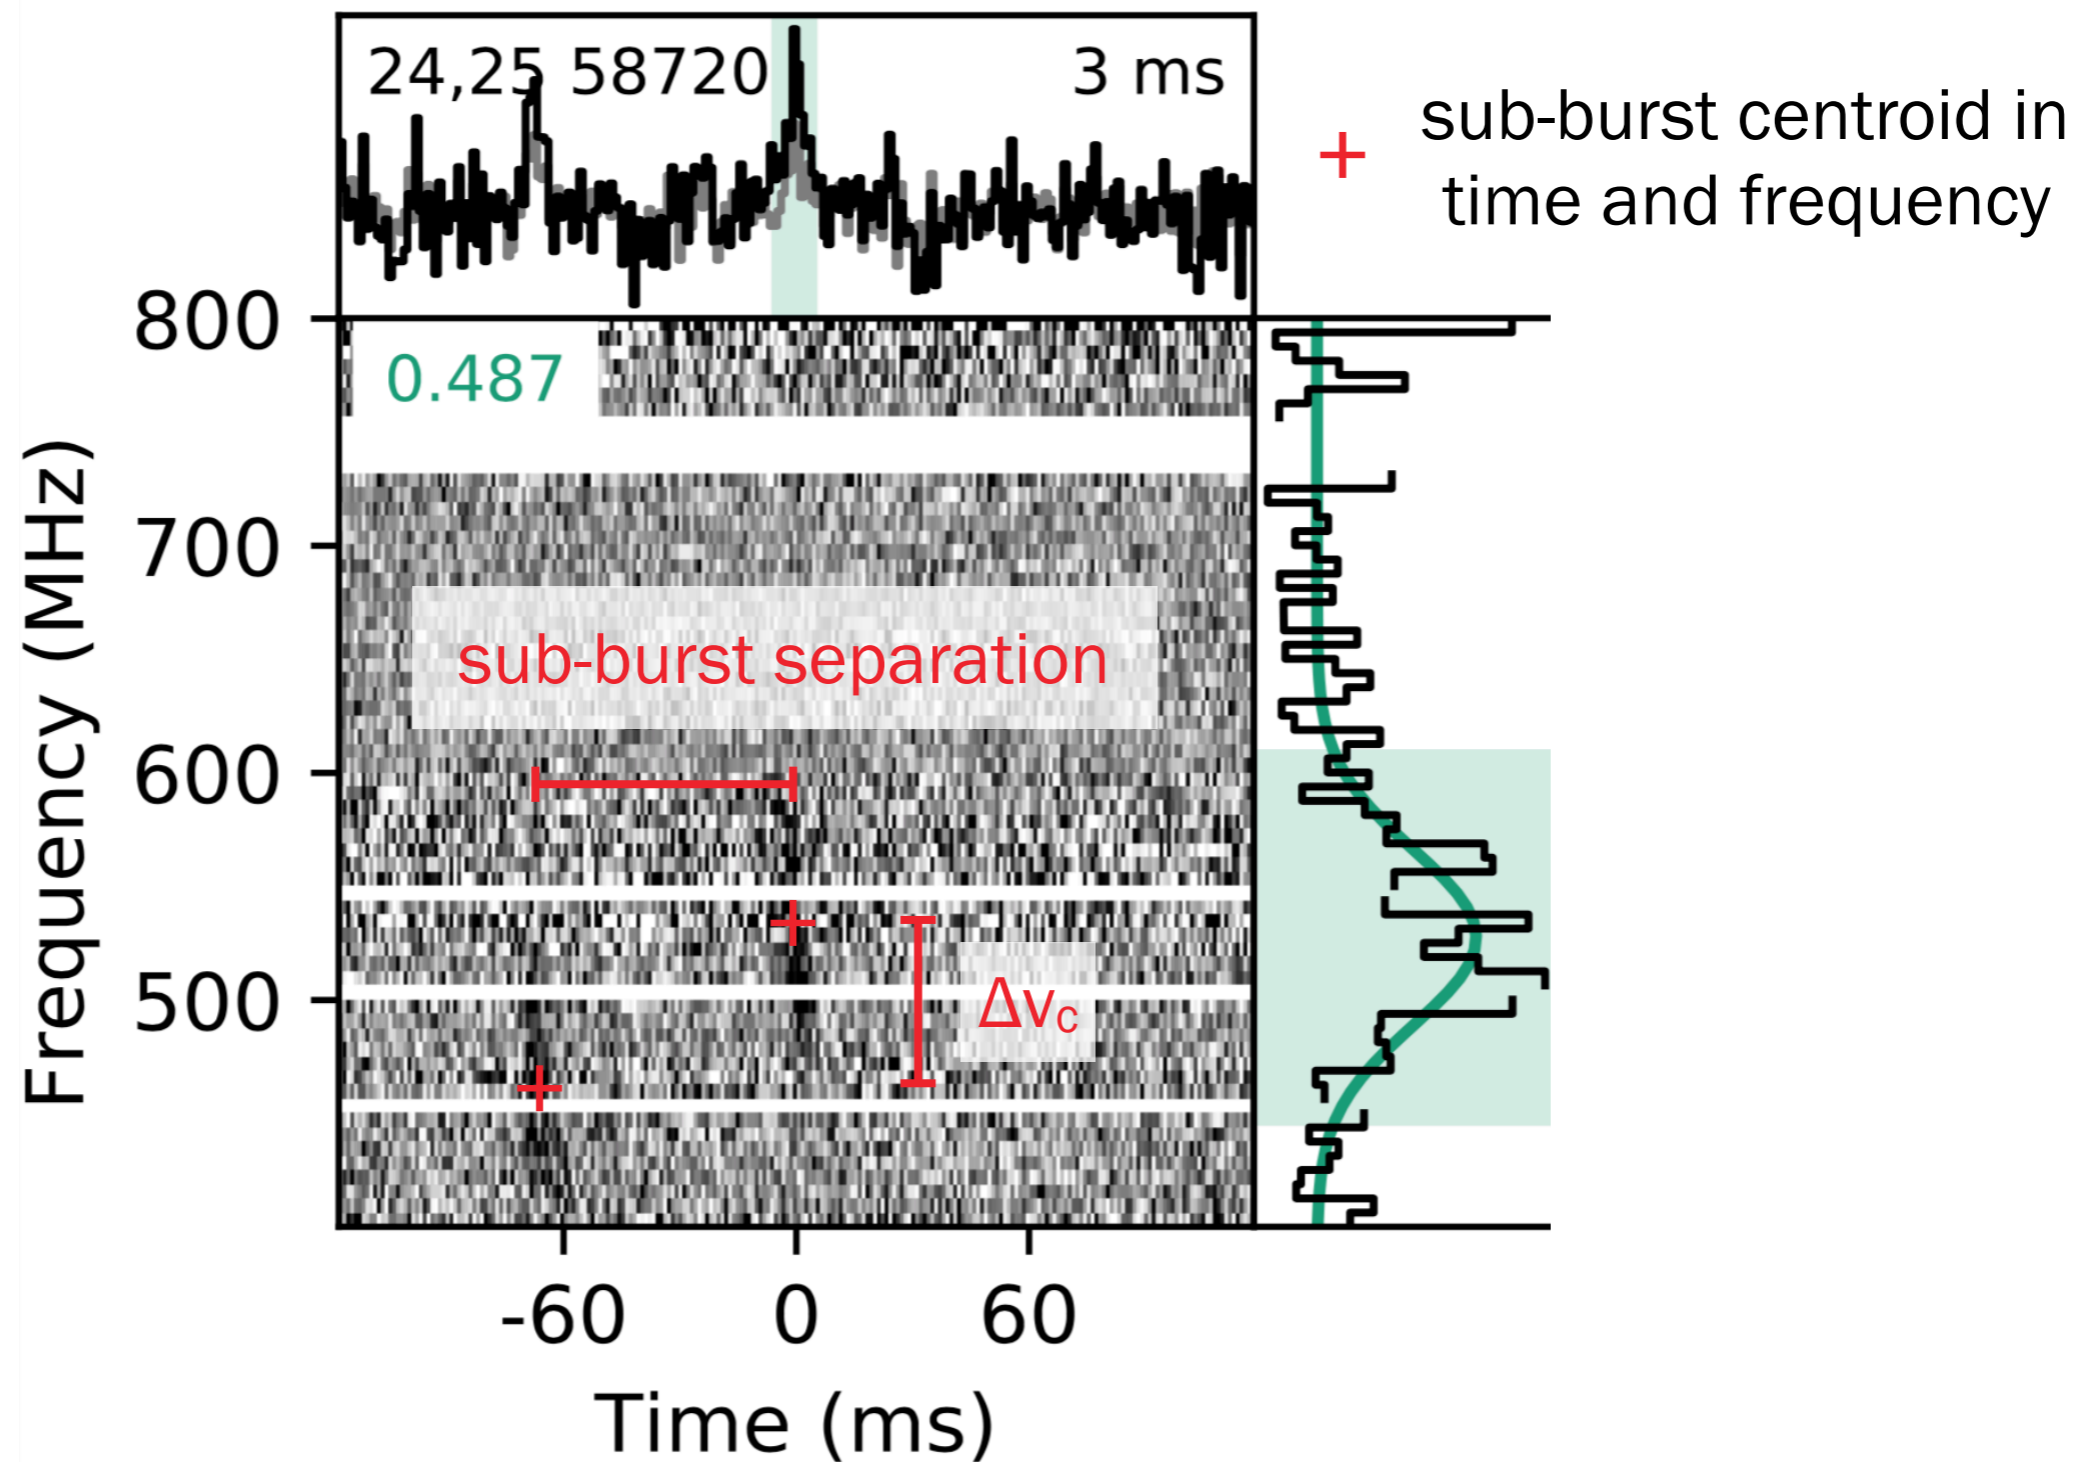 24,25 58720
3 ms
+ sub-burst centroid in
time and frequency
800
0.487
700
sub-burst separation
600
500
Δνc
Frequency (MHz)
-60
0
60
Time (ms)